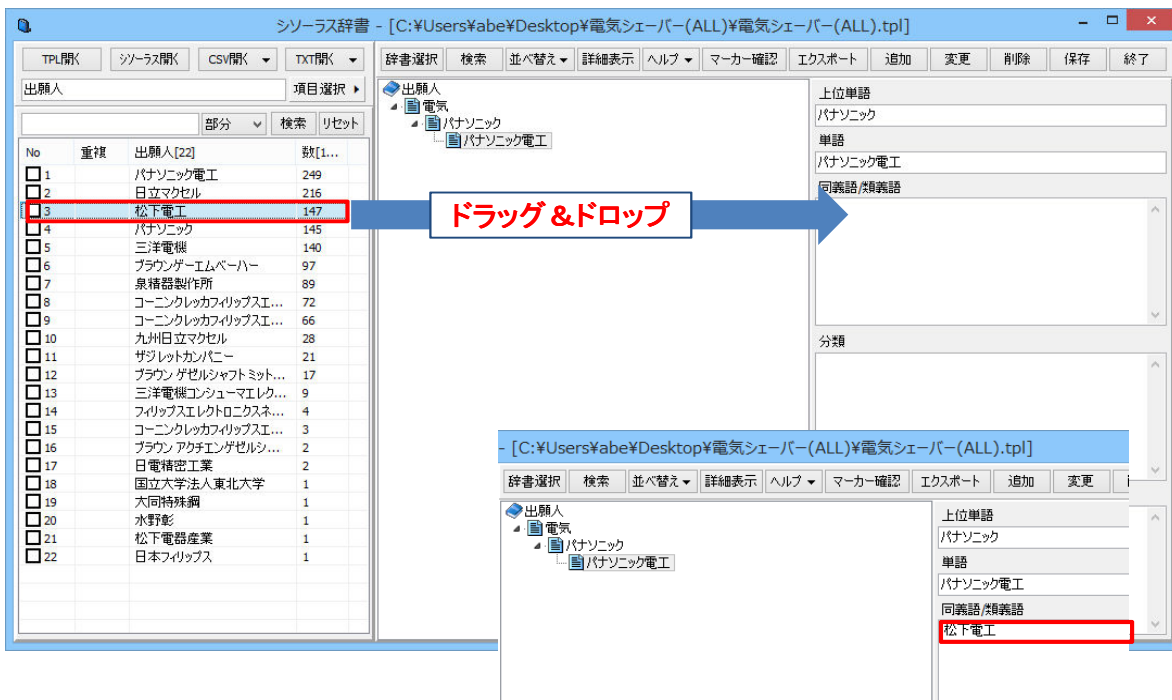 シソーラス辞書 - [C:¥Users¥abe¥Desktop¥電気シェーバー(ALL)¥電気シェーバー(ALL).tpl]
TPL開く シソーラス開く CSV開く TXT開く
辞書選択 検索 並べ替え 詳細表示 ヘルプ マーカー確認 エクスポート 追加 変更 削除 保存 終了
出願人 項目選択
部分 検索 リセット
No 重複 出願人[22] 数[1...
1 パナソニック電工 249
2 日立マクセル 216
3 松下電工 147
4 パナソニック 145
5 三洋電機 140
6 ブラウンゲーエムベーハー 97
7 泉精器製作所 89
8 コーニンクレッカフィリップスエ... 72
9 コーニンクレッカフィリップスエ... 66
10 九州日立マクセル 28
11 ザジレットカンパニー 21
12 ブラウン ゲゼルシャフト ミット... 17
13 三洋電機コンシューマエレク... 9
14 フィリップスエレクトロニクスネ... 4
15 コーニンクレッカフィリップスエ... 3
16 ブラウン アクチエンゲゼルシ... 2
17 日電精密工業 2
18 国立大学法人東北大学 1
19 大同特殊鋼 1
20 水野彰 1
21 松下電器産業 1
22 日本フィリップス 1
出願人
電気
パナソニック
パナソニック電工
ドラッグ&ドロップ
上位単語
パナソニック
単語
パナソニック電工
同義語/類義語
分類
- [C:¥Users¥abe¥Desktop¥電気シェーバー(ALL)¥電気シェーバー(ALL).tpl]
辞書選択 検索 並べ替え 詳細表示 ヘルプ マーカー確認 エクスポート 追加 変更
出願人
電気
パナソニック
パナソニック電工
上位単語
パナソニック
単語
パナソニック電工
同義語/類義語
松下電工